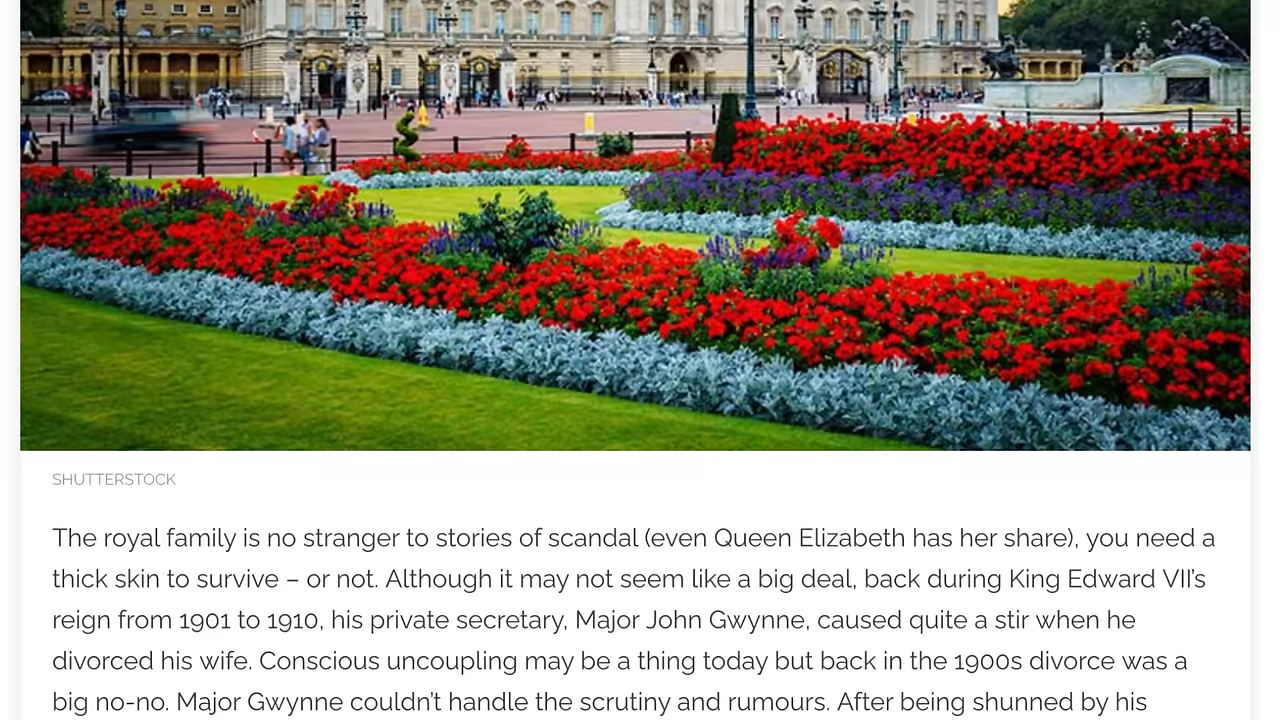 SHUTTERSTOCK
The royal family is no stranger to stories of scandal (even Queen Elizabeth has her share), you need a
thick skin to survive – or not. Although it may not seem like a big deal, back during King Edward VII's
reign from 1901 to 1910, his private secretary, Major John Gwynne, caused quite a stir when he
divorced his wife. Conscious uncoupling may be a thing today but back in the 1900s divorce was a
big no-no. Major Gwynne couldn't handle the scrutiny and rumours. After being shunned by his